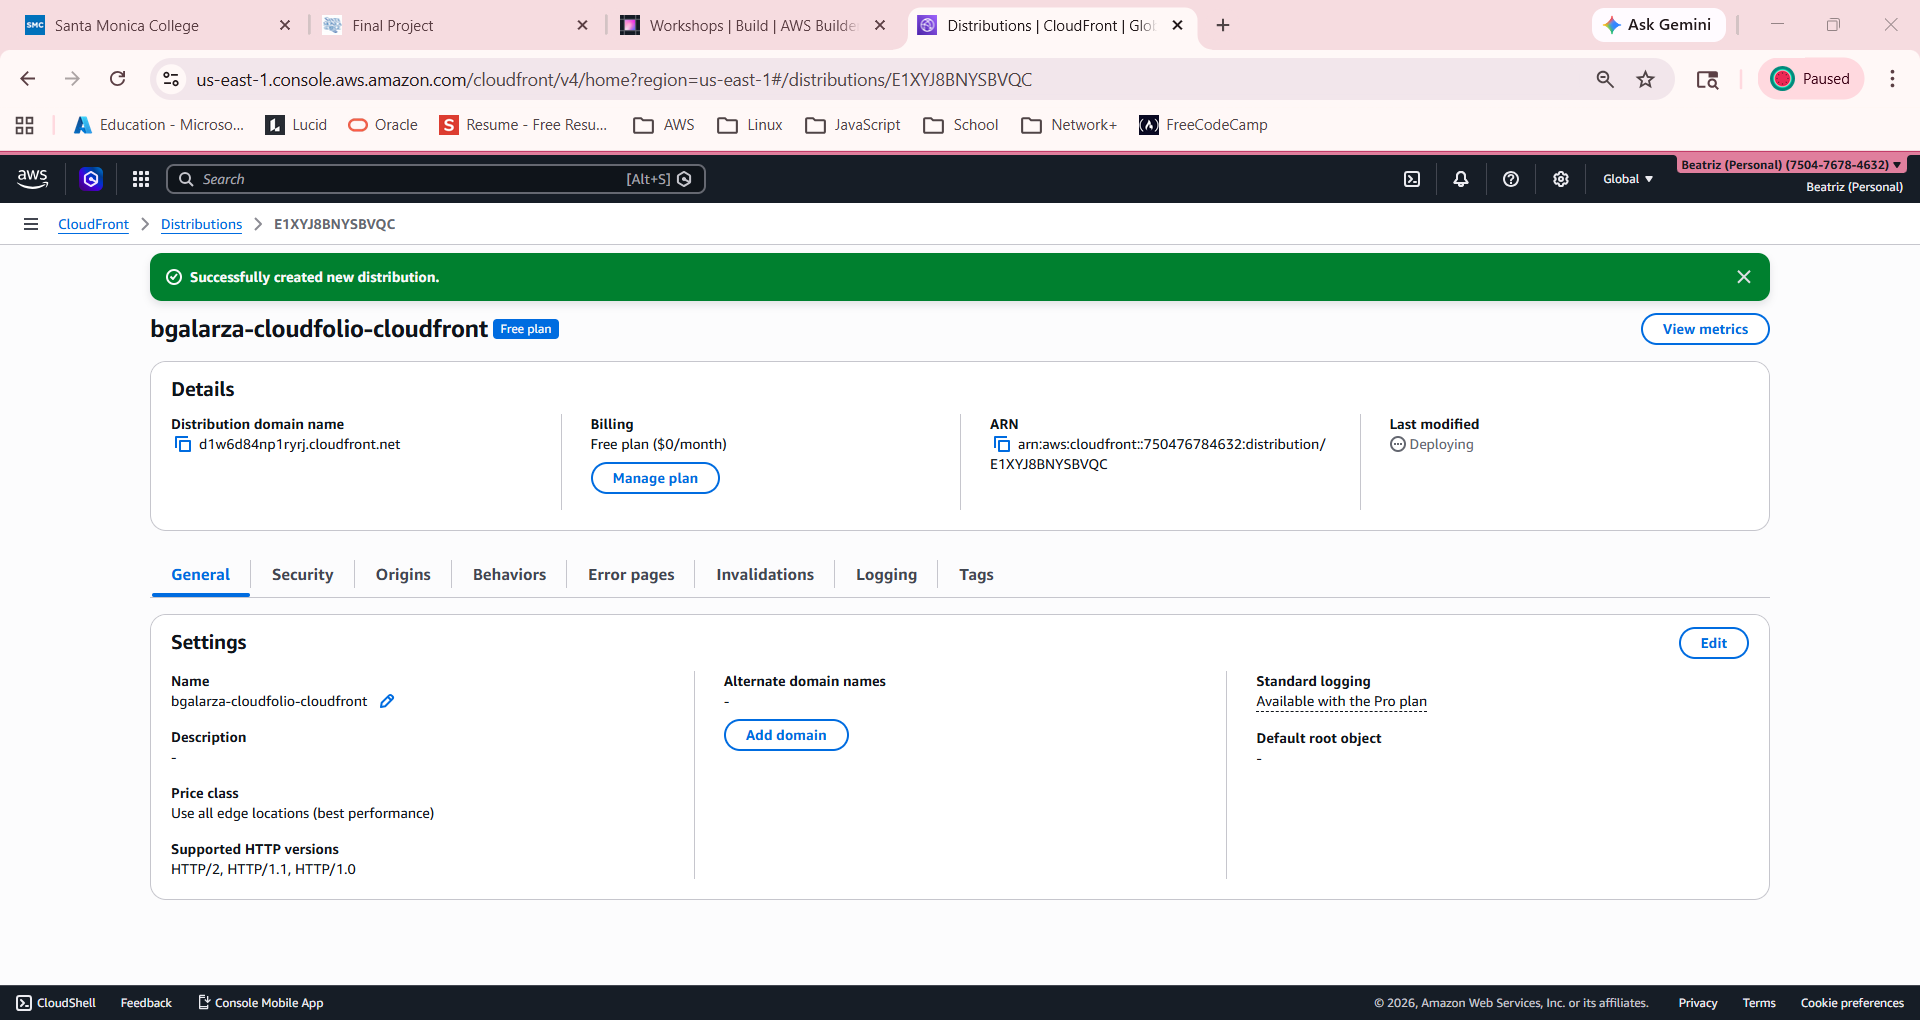 SMC Santa Monica College
Final Project
Workshops | Build | AWS Builde
Distributions | CloudFront | Glo
Ask Gemini
us-east-1.console.aws.amazon.com/cloudfront/v4/home?region=us-east-1#/distributions/E1XYJ8BNYSBVQC
Paused
Education - Microso...
Lucid
Oracle
Resume - Free Resu...
AWS
Linux
JavaScript
School
Network+
FreeCodeCamp
aws
Search
[Alt+S]
Global
Beatriz (Personal) (7504-7678-4632)
Beatriz (Personal)
CloudFront
Distributions
E1XYJ8BNYSBVQC
Successfully created new distribution.
bgalarza-cloudfolio-cloudfront
Free plan
View metrics
Details
Distribution domain name
d1w6d84np1ryrj.cloudfront.net
Billing
Free plan ($0/month)
Manage plan
ARN
arn:aws:cloudfront::750476784632:distribution/
E1XYJ8BNYSBVQC
Last modified
Deploying
General
Security
Origins
Behaviors
Error pages
Invalidations
Logging
Tags
Settings
Edit
Name
bgalarza-cloudfolio-cloudfront
Description
-
Price class
Use all edge locations (best performance)
Supported HTTP versions
HTTP/2, HTTP/1.1, HTTP/1.0
Alternate domain names
-
Add domain
Standard logging
Available with the Pro plan
Default root object
-
CloudShell
Feedback
Console Mobile App
© 2026, Amazon Web Services, Inc. or its affiliates.
Privacy
Terms
Cookie preferences